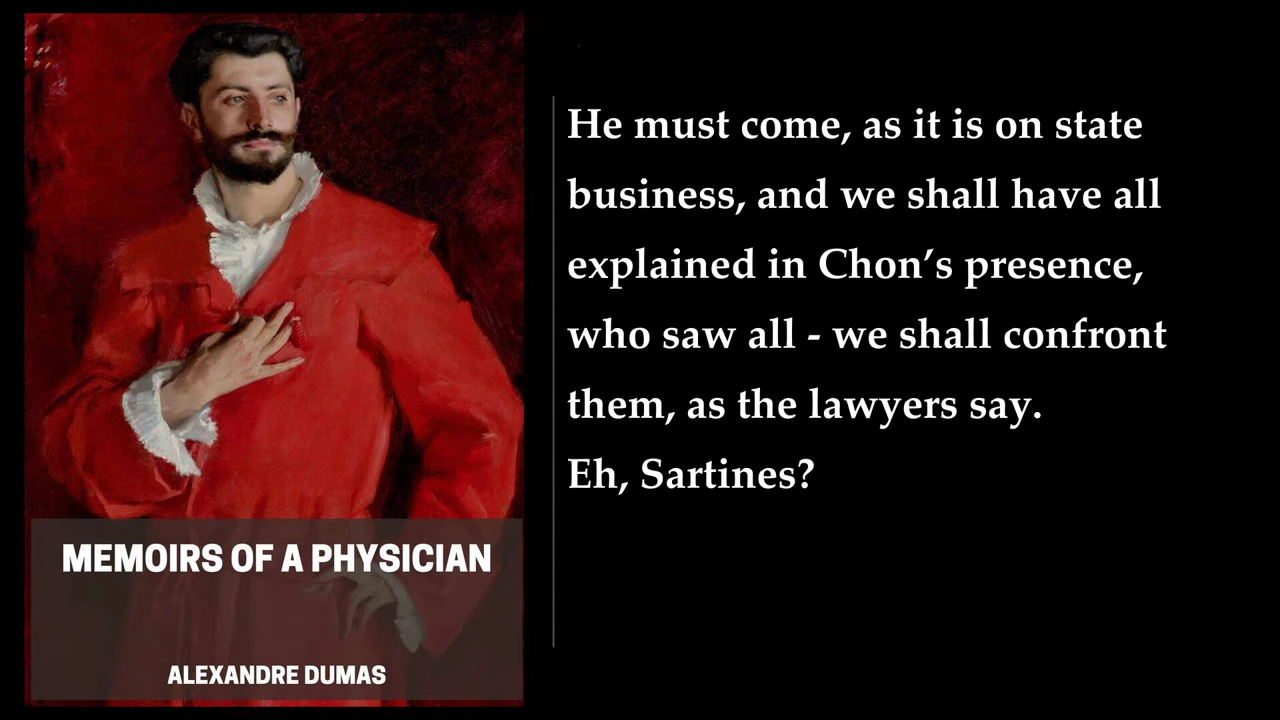 MEMOIRS OF A PHYSICIAN
ALEXANDRE DUMAS
He must come, as it is on state
business, and we shall have all
explained in Chon’s presence,
who saw all - we shall confront
them, as the lawyers say.
Eh, Sartines?